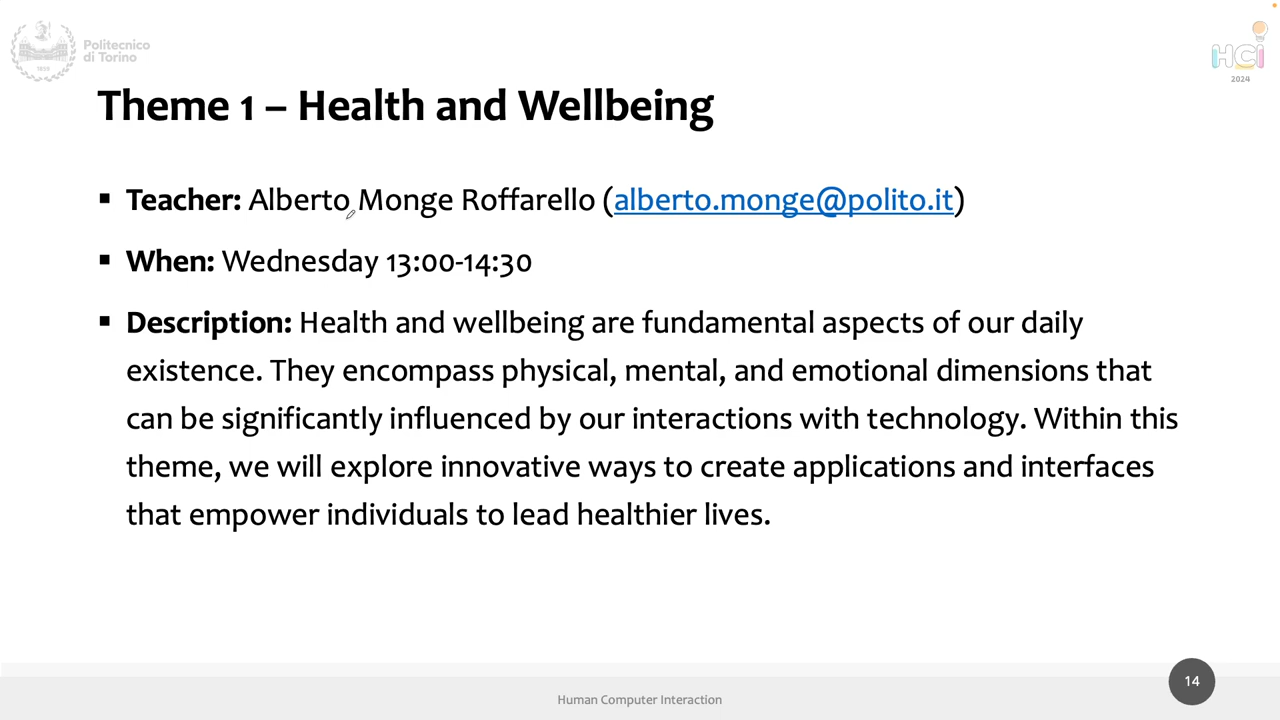 Politecnico
di Torino
1859
HCI
2024
Theme 1 – Health and Wellbeing
▪ Teacher: Alberto Monge Roffarello (alberto.monge@polito.it)
▪ When: Wednesday 13:00-14:30
▪ Description: Health and wellbeing are fundamental aspects of our daily
existence. They encompass physical, mental, and emotional dimensions that
can be significantly influenced by our interactions with technology. Within this
theme, we will explore innovative ways to create applications and interfaces
that empower individuals to lead healthier lives.
Human Computer Interaction
14